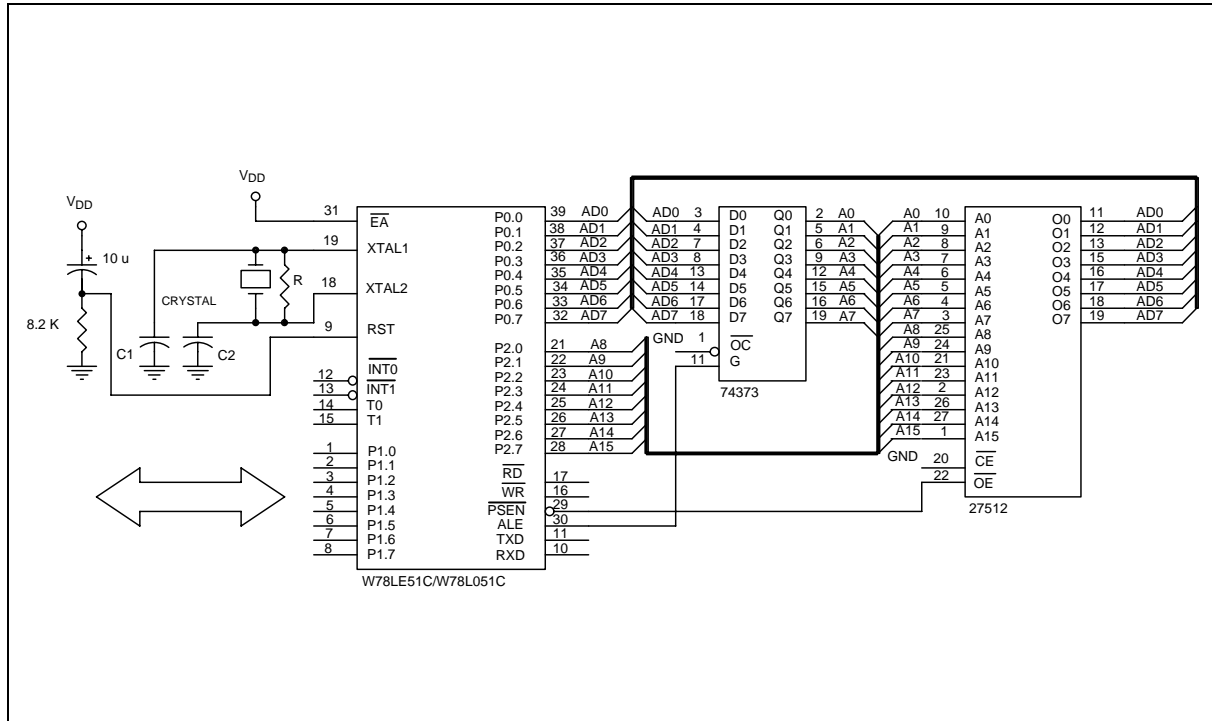 VDD
10 u
8.2 K
VDD
CRYSTAL
R
C1
C2
31 EA
19 XTAL1
18 XTAL2
9 RST
12 INT0
13 INT1
14 T0
15 T1
1 P1.0
2 P1.1
3 P1.2
4 P1.3
5 P1.4
6 P1.5
7 P1.6
8 P1.7
P0.0 39 AD0
P0.1 38 AD1
P0.2 37 AD2
P0.3 36 AD3
P0.4 35 AD4
P0.5 34 AD5
P0.6 33 AD6
P0.7 32 AD7
P2.0 21 A8
P2.1 22 A9
P2.2 23 A10
P2.3 24 A11
P2.4 25 A12
P2.5 26 A13
P2.6 27 A14
P2.7 28 A15
RD 17
WR 16
PSEN 29
ALE 30
TXD 11
RXD 10
W78LE51C/W78L051C
AD0 3 D0 Q0 2 A0
AD1 4 D1 Q1 5 A1
AD2 7 D2 Q2 6 A2
AD3 8 D3 Q3 9 A3
AD4 13 D4 Q4 12 A4
AD5 14 D5 Q5 15 A5
AD6 17 D6 Q6 16 A6
AD7 18 D7 Q7 19 A7
GND 1 OC
11 G
74373
A0 10 A0
A1 9 A1
A2 8 A2
A3 7 A3
A4 6 A4
A5 5 A5
A6 4 A6
A7 3 A7
A8 25 A8
A9 24 A9
A10 21 A10
A11 23 A11
A12 2 A12
A13 26 A13
A14 27 A14
A15 1 A15
GND 20 CE
22 OE
O0 11 AD0
O1 12 AD1
O2 13 AD2
O3 15 AD3
O4 16 AD4
O5 17 AD5
O6 18 AD6
O7 19 AD7
27512